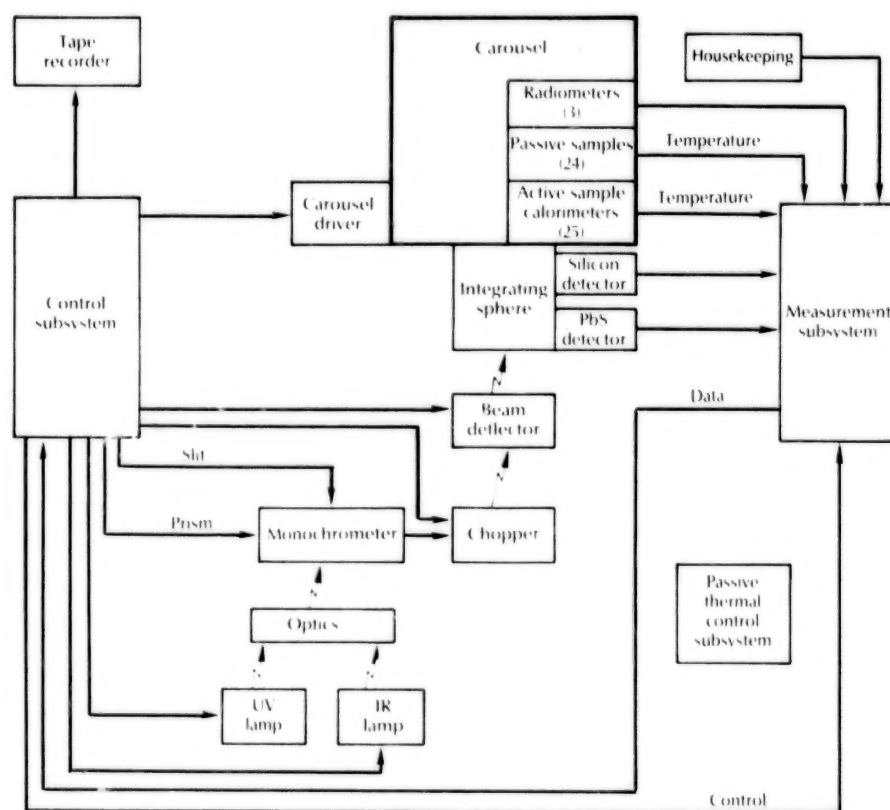 Tape
recorder
Carousel
Housekeeping
Radiometers
(3)
Passive samples
(24)
Temperature
Active sample
calorimeters
(25)
Temperature
Carousel
driver
Control
subsystem
Integrating
sphere
Silicon
detector
PbS
detector
Measurement
subsystem
Beam
deflector
Data
Slit
Prism
Monochrometer
Chopper
Optics
Passive
thermal
control
subsystem
UV
lamp
IR
lamp
Control